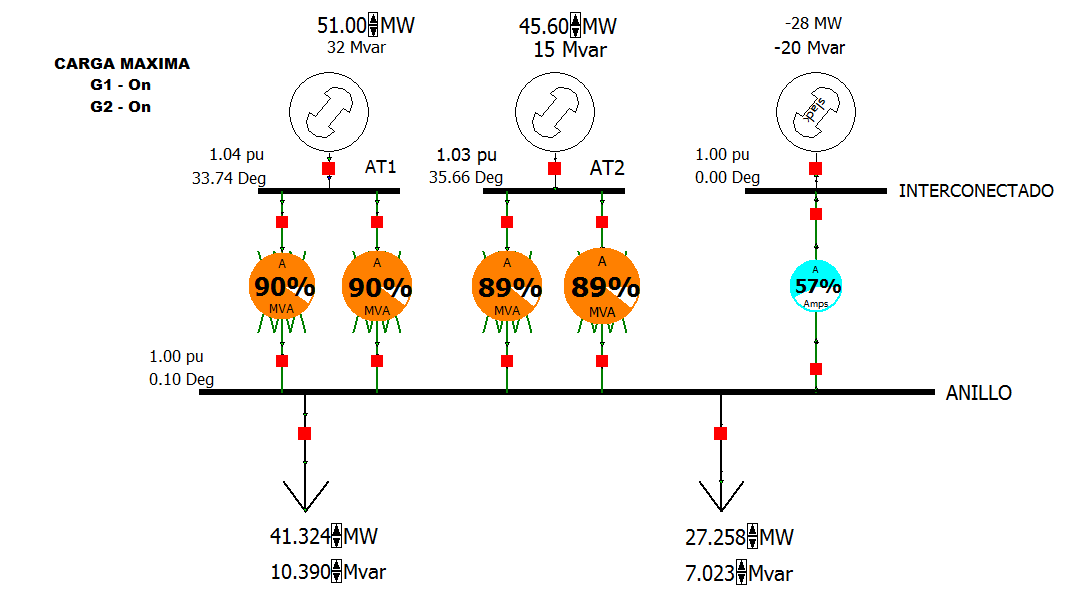 51.00 MW
32 Mvar
45.60 MW
15 Mvar
-28 MW
-20 Mvar
CARGA MAXIMA
G1 - On
G2 - On
slack
1.04 pu
33.74 Deg
AT1
1.03 pu
35.66 Deg
AT2
1.00 pu
0.00 Deg
INTERCONECTADO
A
90%
MVA
A
90%
MVA
A
89%
MVA
A
89%
MVA
A
57%
Amps
1.00 pu
0.10 Deg
ANILLO
41.324 MW
10.390 Mvar
27.258 MW
7.023 Mvar